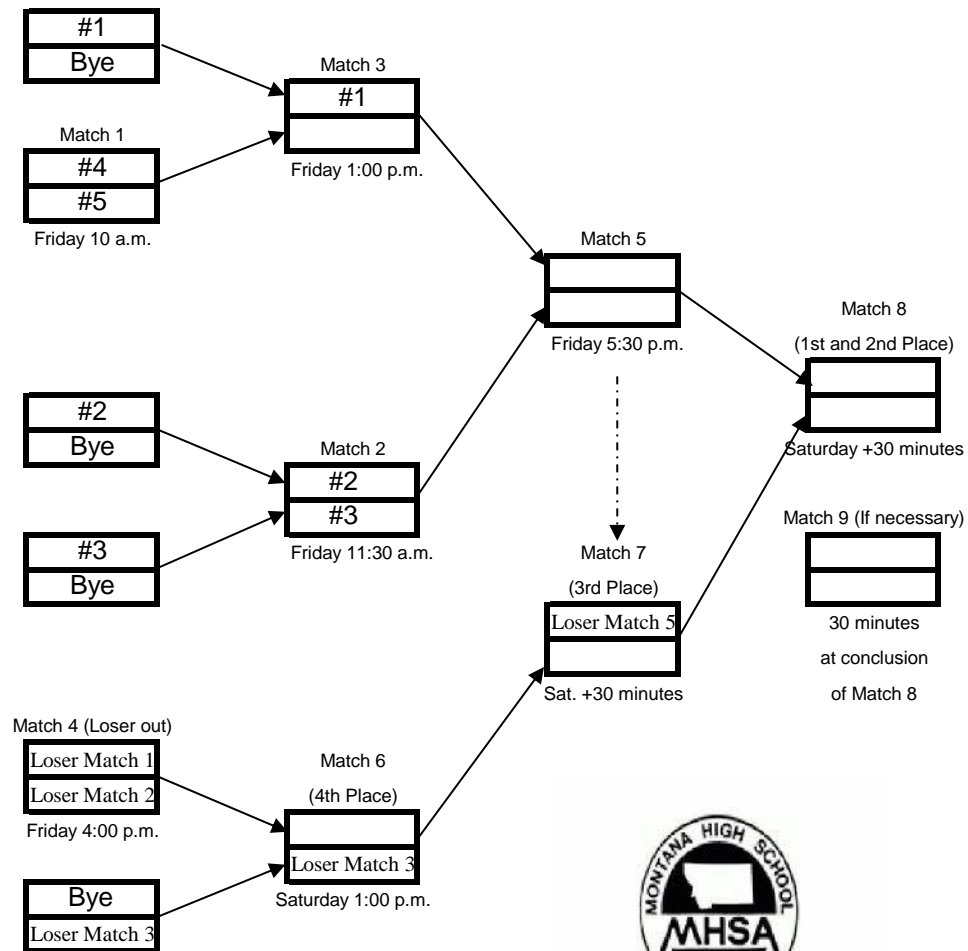 #1
Bye
Match 3
#1
Friday 1:00 p.m.
Match 1
#4
#5
Friday 10 a.m.
Match 5
Friday 5:30 p.m.
Match 8
(1st and 2nd Place)
Saturday +30 minutes
#2
Bye
Match 2
#2
#3
Friday 11:30 a.m.
#3
Bye
Match 9 (If necessary)
30 minutes
at conclusion
of Match 8
Match 7
(3rd Place)
Loser Match 5
Sat. +30 minutes
Match 4 (Loser out)
Loser Match 1
Loser Match 2
Friday 4:00 p.m.
Match 6
(4th Place)
Loser Match 3
Saturday 1:00 p.m.
Bye
Loser Match 3
MONTANA HIGH SCHOOL
MHSA